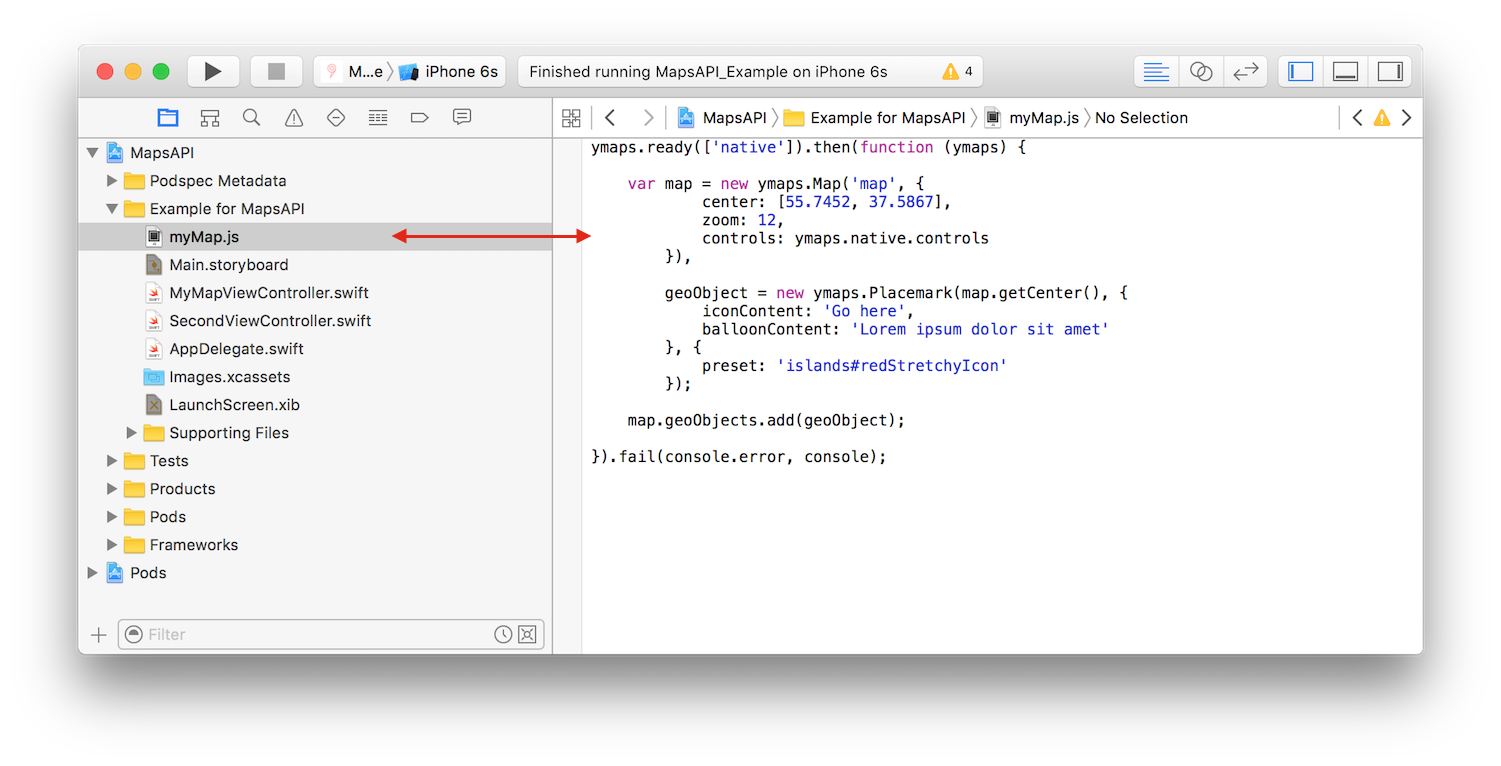 M...e iPhone 6s Finished running MapsAPI_Example on iPhone 6s 4
MapsAPI Example for MapsAPI myMap.js No Selection
MapsAPI
Podspec Metadata
Example for MapsAPI
myMap.js
Main.storyboard
MyMapViewController.swift
SecondViewController.swift
AppDelegate.swift
Images.xcassets
LaunchScreen.xib
Supporting Files
Tests
Products
Pods
Frameworks
Pods
Filter
ymaps.ready(['native']).then(function (ymaps) {
var map = new ymaps.Map('map', {
center: [55.7452, 37.5867],
zoom: 12,
controls: ymaps.native.controls
}),
geoObject = new ymaps.Placemark(map.getCenter(), {
iconContent: 'Go here',
balloonContent: 'Lorem ipsum dolor sit amet'
}, {
preset: 'islands#redStretchyIcon'
});
map.geoObjects.add(geoObject);
}).fail(console.error, console);